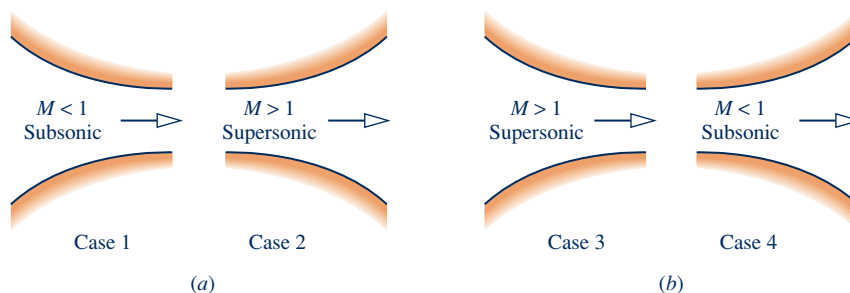 M < 1
Subsonic
M > 1
Supersonic
M > 1
Supersonic
M < 1
Subsonic
Case 1
Case 2
Case 3
Case 4
(a)
(b)